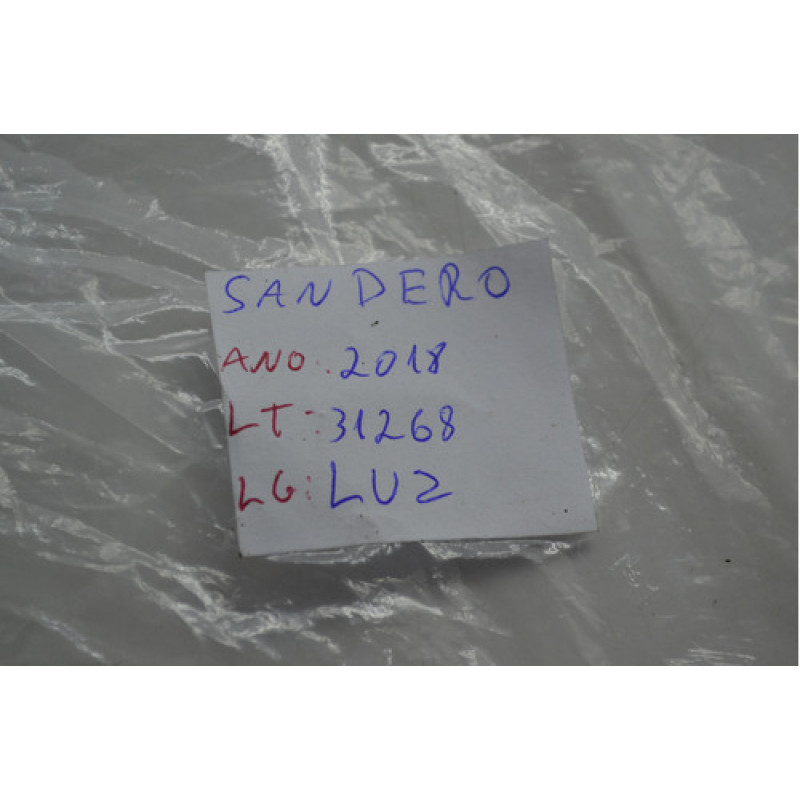 SANDERO
ANO: 2018
LT: 31268
LG: LUZ